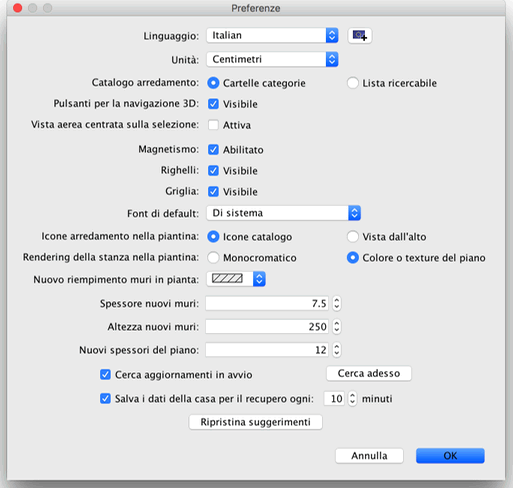 Preferenze
Linguaggio: Italian
Unità: Centimetri
Catalogo arredamento: Cartelle categorie Lista ricercabile
Pulsanti per la navigazione 3D: Visibile
Vista aerea centrata sulla selezione: Attiva
Magnetismo: Abilitato
Righelli: Visibile
Griglia: Visibile
Font di default: Di sistema
Icone arredamento nella piantina: Icone catalogo Vista dall'alto
Rendering della stanza nella piantina: Monocromatico Colore o texture del piano
Nuovo riempimento muri in pianta:
Spessore nuovi muri: 7.5
Altezza nuovi muri: 250
Nuovi spessori del piano: 12
Cerca aggiornamenti in avvio Cerca adesso
Salva i dati della casa per il recupero ogni: 10 minuti
Ripristina suggerimenti
Annulla OK